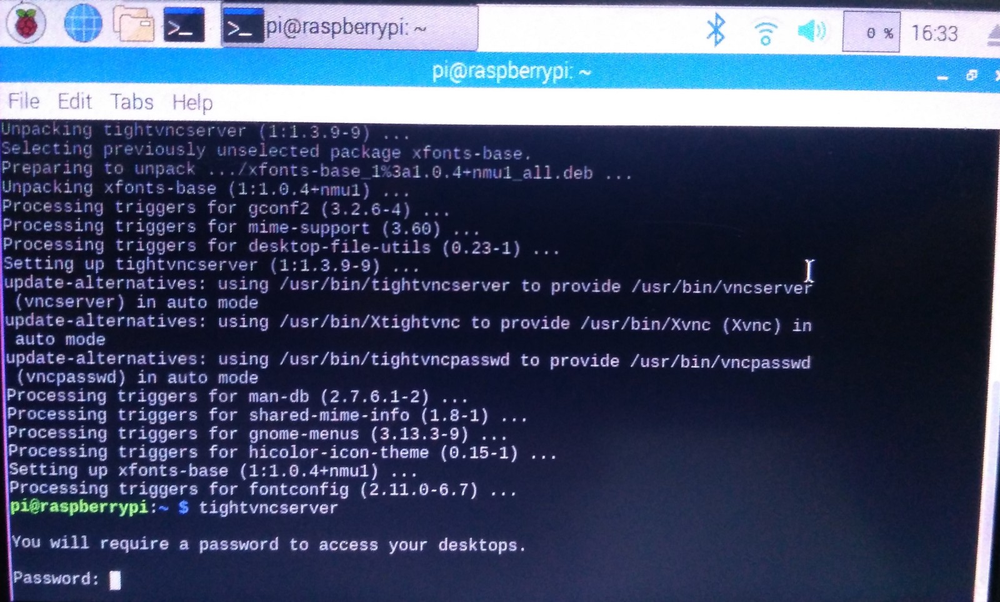 >_ >_ pi@raspberrypi: ~ 0 % 16:33
pi@raspberrypi: ~
File Edit Tabs Help
Unpacking tightvncserver (1:1.3.9-9) ...
Selecting previously unselected package xfonts-base.
Preparing to unpack .../xfonts-base_1%3a1.0.4+nmu1_all.deb ...
Unpacking xfonts-base (1:1.0.4+nmu1) ...
Processing triggers for gconf2 (3.2.6-4) ...
Processing triggers for mime-support (3.60) ...
Processing triggers for desktop-file-utils (0.23-1) ...
Setting up tightvncserver (1:1.3.9-9) ...
update-alternatives: using /usr/bin/tightvncserver to provide /usr/bin/vncserver
(vncserver) in auto mode
update-alternatives: using /usr/bin/Xtightvnc to provide /usr/bin/Xvnc (Xvnc) in
auto mode
update-alternatives: using /usr/bin/tightvncpasswd to provide /usr/bin/vncpasswd
(vncpasswd) in auto mode
Processing triggers for man-db (2.7.6.1-2) ...
Processing triggers for shared-mime-info (1.8-1) ...
Processing triggers for gnome-menus (3.13.3-9) ...
Processing triggers for hicolor-icon-theme (0.15-1) ...
Setting up xfonts-base (1:1.0.4+nmu1) ...
Processing triggers for fontconfig (2.11.0-6.7) ...
pi@raspberrypi:~ $ tightvncserver
You will require a password to access your desktops.
Password: